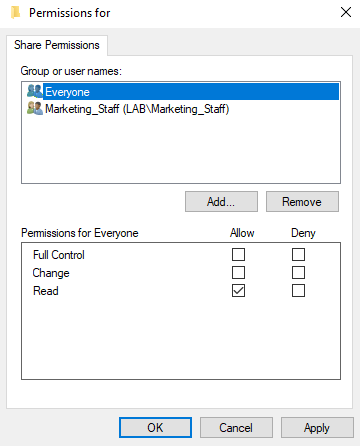 Permissions for
Share Permissions
Group or user names:
Everyone
Marketing_Staff (LAB\Marketing_Staff)
Add... Remove
Permissions for Everyone Allow Deny
Full Control
Change
Read
OK Cancel Apply